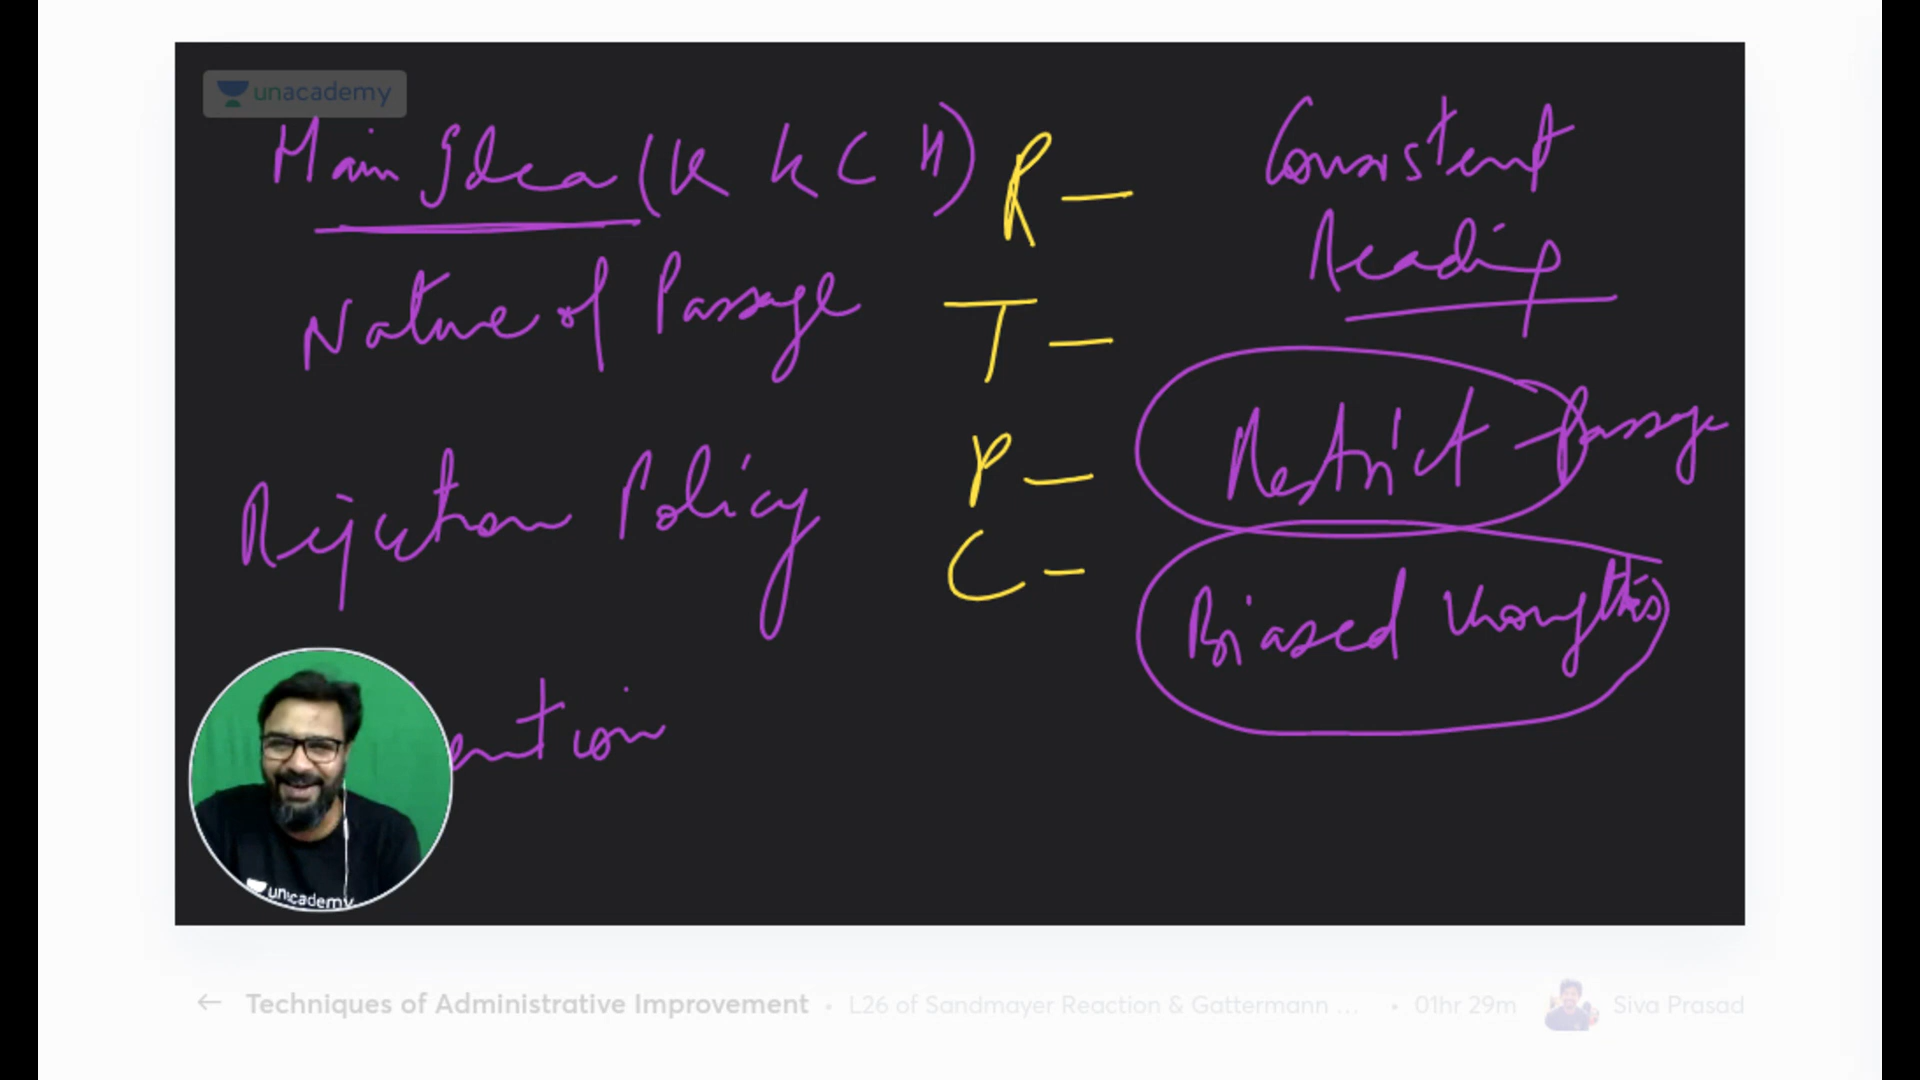 unacademy
Main Idea (K K C H)
Nature of Passage
Rejection Policy
R -
T -
P -
C -
Consistent
Reading
Restrict - Passage
Biased thoughts
unacademy
← Techniques of Administrative Improvement • L26 of Sandmayer Reaction & Gattermann ... • 01hr 29m Siva Prasad